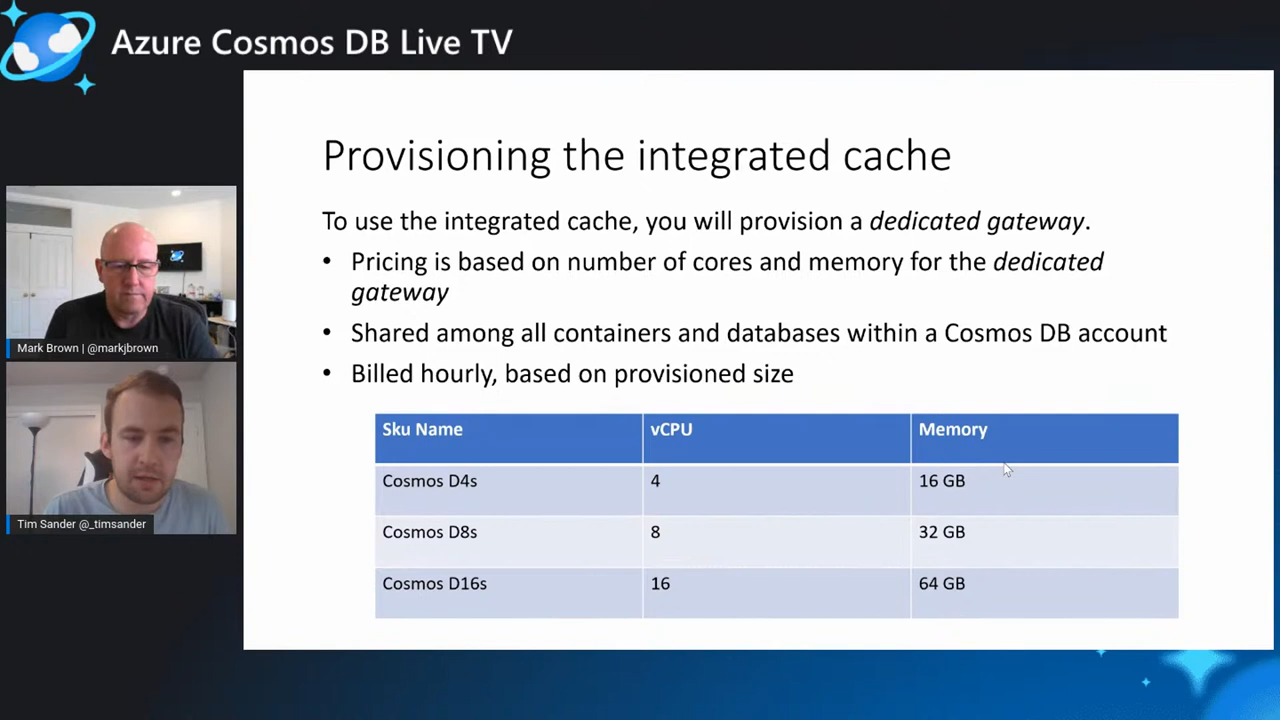 Azure Cosmos DB Live TV
Provisioning the integrated cache
To use the integrated cache, you will provision a dedicated gateway.
• Pricing is based on number of cores and memory for the dedicated
gateway
• Shared among all containers and databases within a Cosmos DB account
• Billed hourly, based on provisioned size
Sku Name vCPU Memory
Cosmos D4s 4 16 GB
Cosmos D8s 8 32 GB
Cosmos D16s 16 64 GB
Mark Brown | @markjbrown
Tim Sander @_timsander